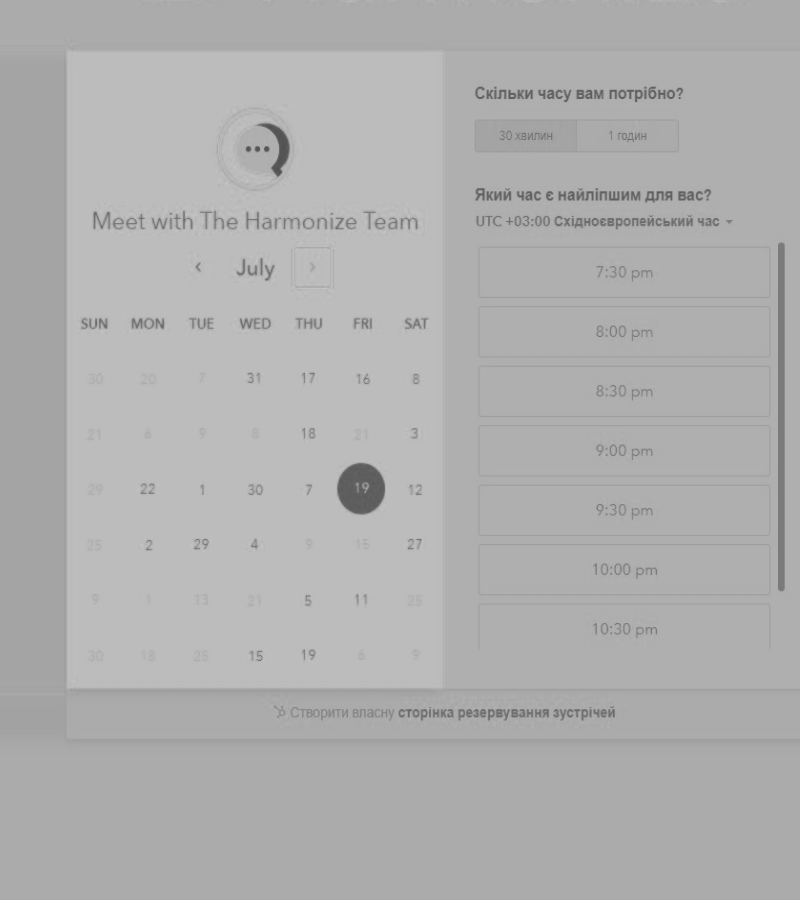 Meet with The Harmonize Team
July
SUN MON TUE WED THU FRI SAT
30 20 7 31 17 16 8
21 6 9 8 18 21 3
29 22 1 30 7 19 12
25 2 29 4 9 15 27
9 1 13 21 5 11 25
30 18 25 15 19 6 9
Скільки часу вам потрібно?
30 хвилин 1 годин
Який час є найліпшим для вас?
UTC +03:00 Східноєвропейський час
7:30 pm
8:00 pm
8:30 pm
9:00 pm
9:30 pm
10:00 pm
10:30 pm
Створити власну сторінка резервування зустрічей